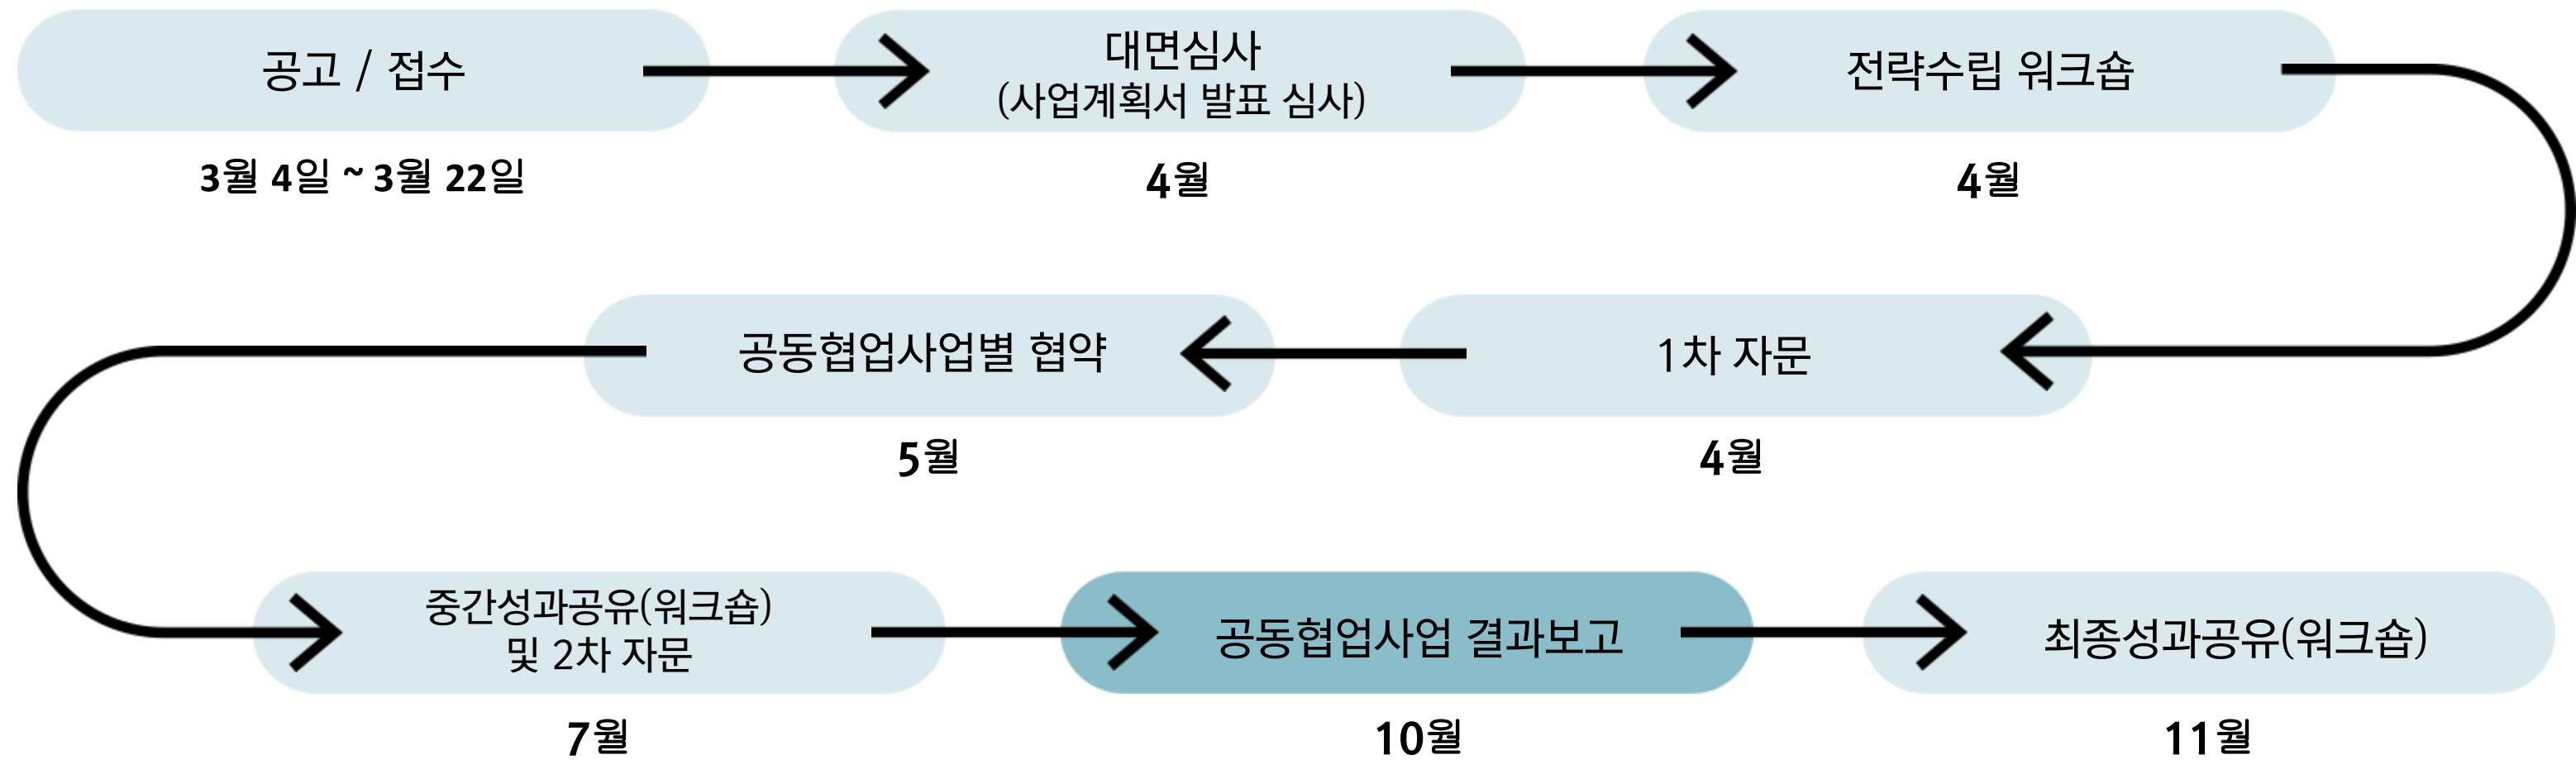 공고 / 접수
3월 4일 ~ 3월 22일
대면심사
(사업계획서 발표 심사)
4월
전략수립 워크숍
4월
1차 자문
4월
공동협업사업별 협약
5월
중간성과공유(워크숍)
및 2차 자문
7월
공동협업사업 결과보고
10월
최종성과공유(워크숍)
11월